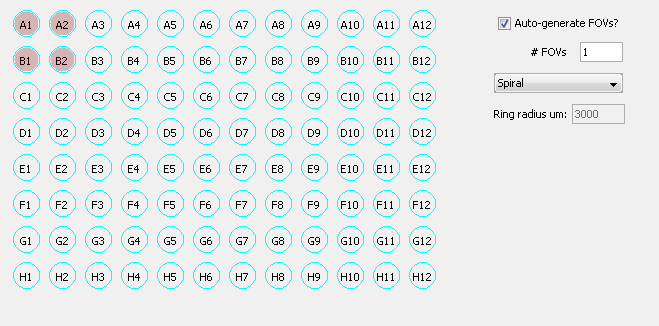 A1 A2 A3 A4 A5 A6 A7 A8 A9 A10 A11 A12
B1 B2 B3 B4 B5 B6 B7 B8 B9 B10 B11 B12
C1 C2 C3 C4 C5 C6 C7 C8 C9 C10 C11 C12
D1 D2 D3 D4 D5 D6 D7 D8 D9 D10 D11 D12
E1 E2 E3 E4 E5 E6 E7 E8 E9 E10 E11 E12
F1 F2 F3 F4 F5 F6 F7 F8 F9 F10 F11 F12
G1 G2 G3 G4 G5 G6 G7 G8 G9 G10 G11 G12
H1 H2 H3 H4 H5 H6 H7 H8 H9 H10 H11 H12
Auto-generate FOVs?
# FOVs 1
Spiral
Ring radius um: 3000